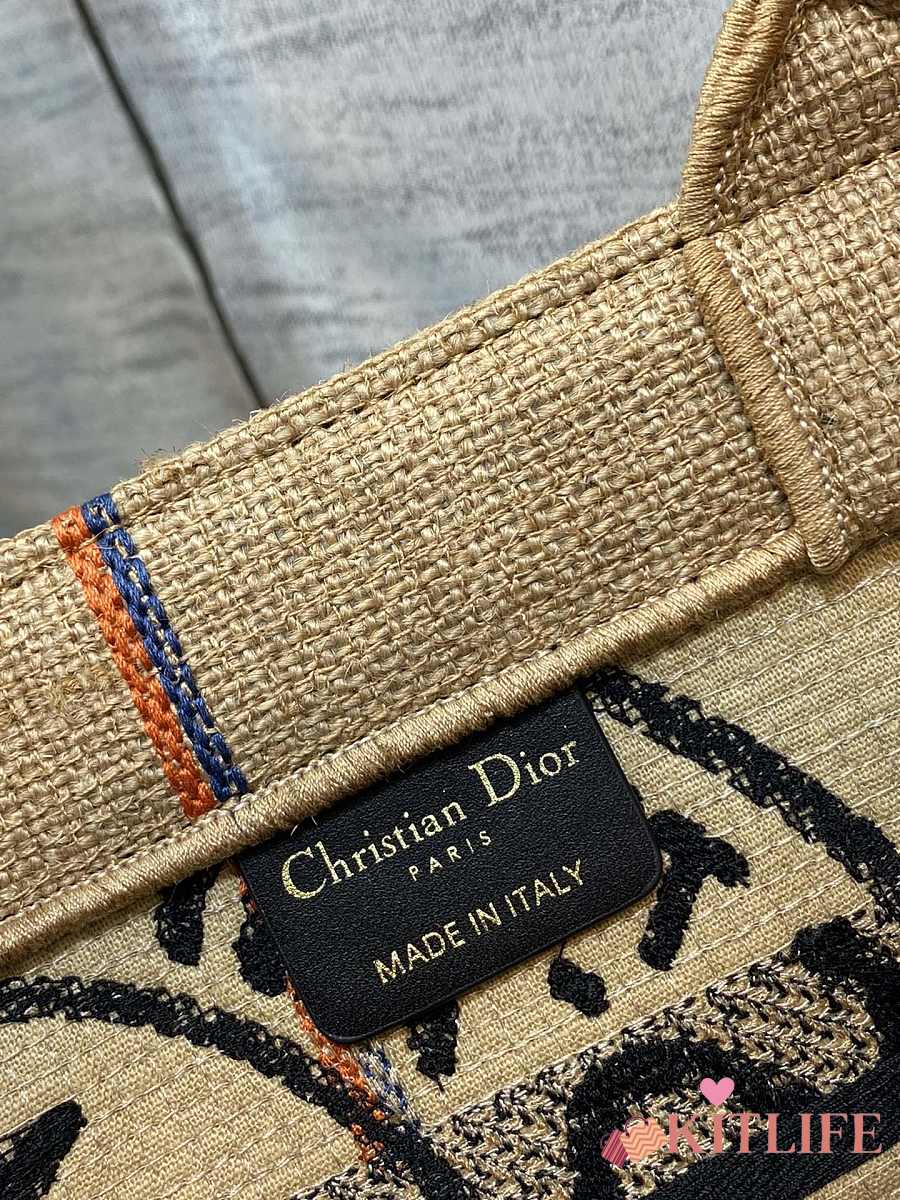 Christian Dior
PARIS
MADE IN ITALY
KITLIFE